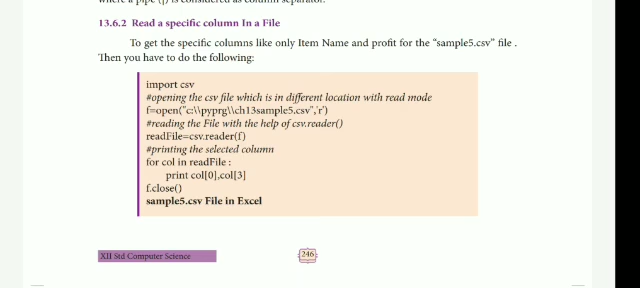 where a pipe (|) is considered as column separator.
13.6.2 Read a specific column In a File
To get the specific columns like only Item Name and profit for the “sample5.csv” file .
Then you have to do the following:
import csv
#opening the csv file which is in different location with read mode
f=open("c:\\pyprg\\ch13sample5.csv",'r')
#reading the File with the help of csv.reader()
readFile=csv.reader(f)
#printing the selected column
for col in readFile :
print col[0],col[3]
f.close()
sample5.csv File in Excel
XII Std Computer Science
246